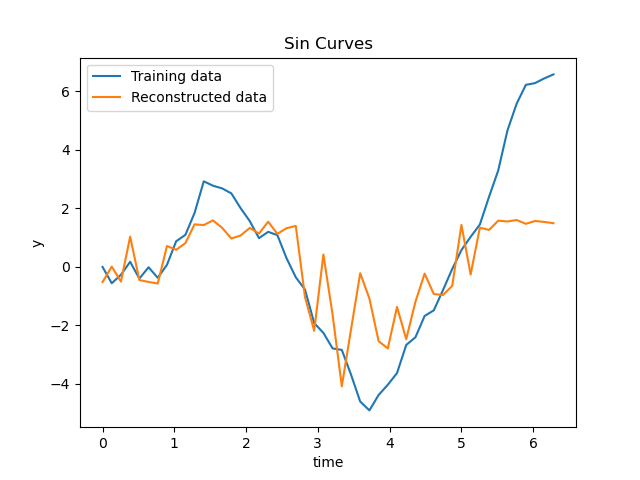 Sin Curves
Training data
Reconstructed data
6
4
2
0
−2
−4
y
0 1 2 3 4 5 6
time